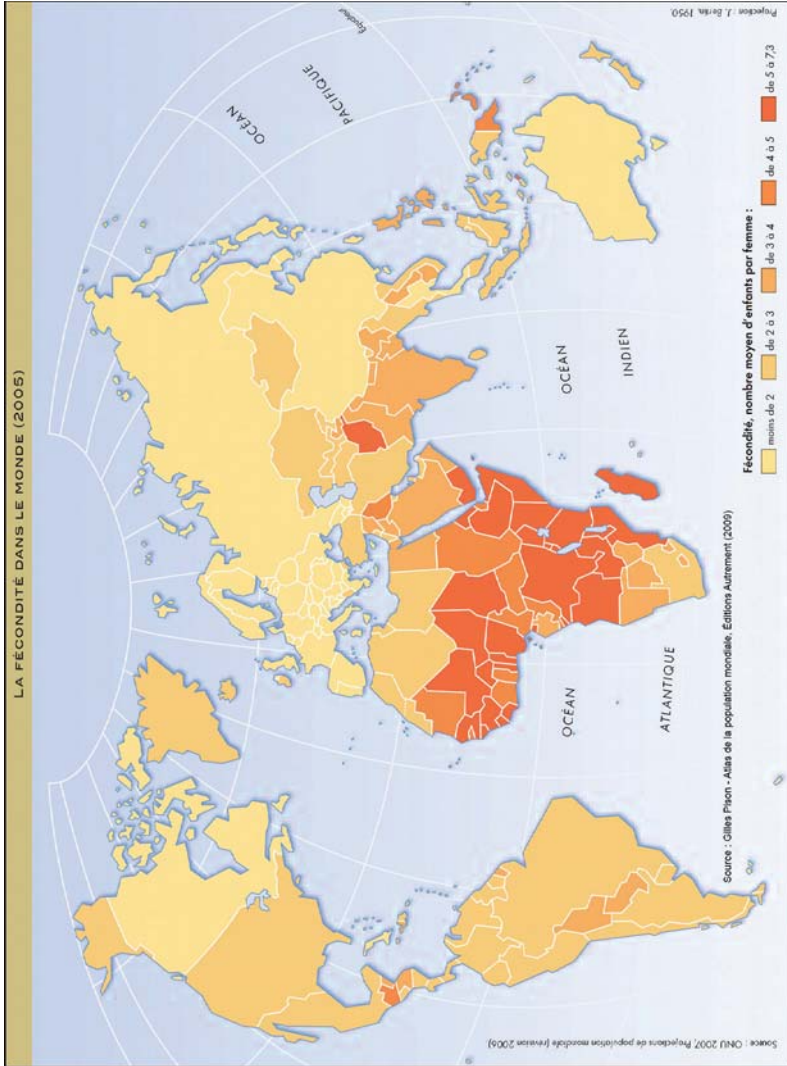 LA FÉCONDITÉ DANS LE MONDE (2005)
Équateur
OCÉAN
PACIFIQUE
OCÉAN
INDIEN
OCÉAN
ATLANTIQUE
Projection : J. Bertin, 1950.
Fécondité, nombre moyen d'enfants par femme :
moins de 2
de 2 à 3
de 3 à 4
de 4 à 5
de 5 à 7,3
Source : Gilles Pison - Atlas de la population mondiale, Éditions Autrement (2009)
Source : ONU 2007, Projections de population mondiale (révision 2006).